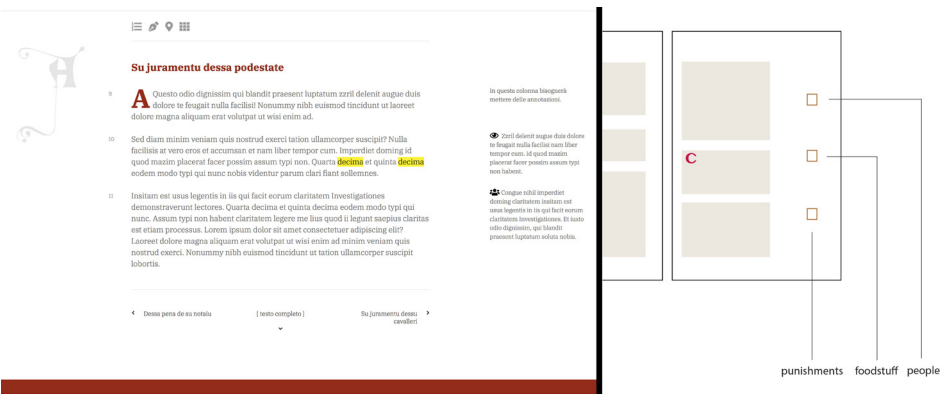 Su juramentu dessa podestate
9
A Questo odio dignissim qui blandit praesent luptatum zzril delenit augue duis
dolore te feugait nulla facilisi! Nonummy nibh euismod tincidunt ut laoreet
dolore magna aliquam erat volutpat ut wisi enim ad.
10
Sed diam minim veniam quis nostrud exerci tation ullamcorper suscipit? Nulla
facilisis at vero eros et accumsan et nam liber tempor cum. Imperdiet doming id
quod mazim placerat facer possim assum typi non. Quarta decima et quinta decima
eodem modo typi qui nunc nobis videntur parum clari fiant sollemnes.
11
Insitam est usus legentis in iis qui facit eorum claritatem Investigationes
demonstraverunt lectores. Quarta decima et quinta decima eodem modo typi qui
nunc. Assum typi non habent claritatem legere me lius quod ii legunt saepius claritas
est etiam processus. Lorem ipsum dolor sit amet consectetuer adipiscing elit?
Laoreet dolore magna aliquam erat volutpat ut wisi enim ad minim veniam quis
nostrud exerci. Nonummy nibh euismod tincidunt ut tation ullamcorper suscipit
lobortis.
In questa colonna bisognerà
mettere delle annotazioni.
Zzril delenit augue duis dolore
te feugait nulla facilisi nam liber
tempor cum. id quod mazim
placerat facer possim assum typi
non habent.
Congue nihil imperdiet
doming claritatem insitam est
usus legentis in iis qui facit eorum
claritatem Investigationes. Et iusto
odio dignissim, qui blandit
praesent luptatum soluta nobis.
Dessa pena de su notaiu
[ testo completo ]
Su juramentu dessu
cavalleri
C
punishments foodstuff people